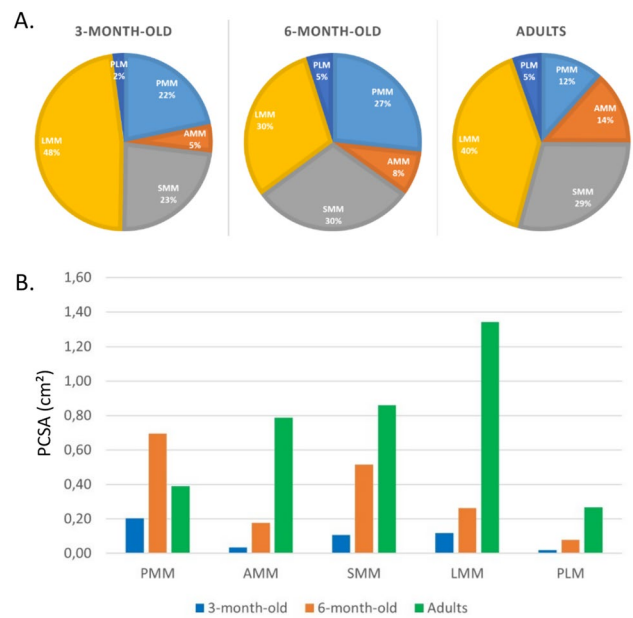 A.
3-MONTH-OLD
6-MONTH-OLD
ADULTS
PLM
2%
PMM
22%
AMM
5%
SMM
23%
LMM
48%
PLM
5%
PMM
27%
AMM
8%
SMM
30%
LMM
30%
PLM
5%
PMM
12%
AMM
14%
SMM
29%
LMM
40%
B.
PCSA (cm²)
1,60
1,40
1,20
1,00
0,80
0,60
0,40
0,20
0,00
PMM AMM SMM LMM PLM
3-month-old 6-month-old Adults